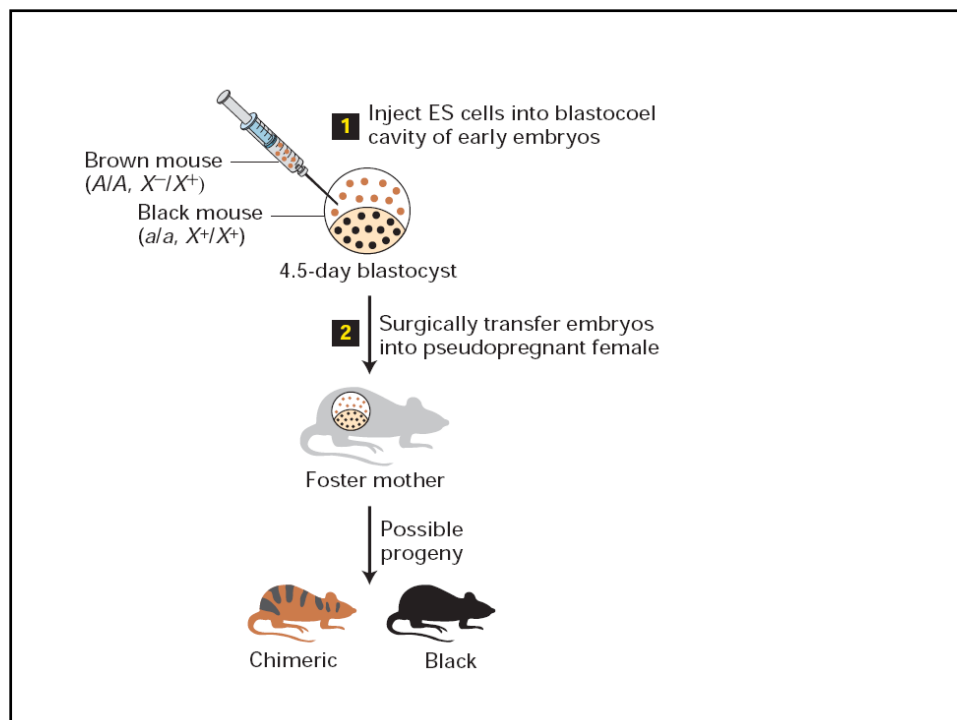 1 Inject ES cells into blastocoel
cavity of early embryos
Brown mouse
(A/A, X–/X+)
Black mouse
(a/a, X+/X+)
4.5-day blastocyst
2 Surgically transfer embryos
into pseudopregnant female
Foster mother
Possible
progeny
Chimeric
Black